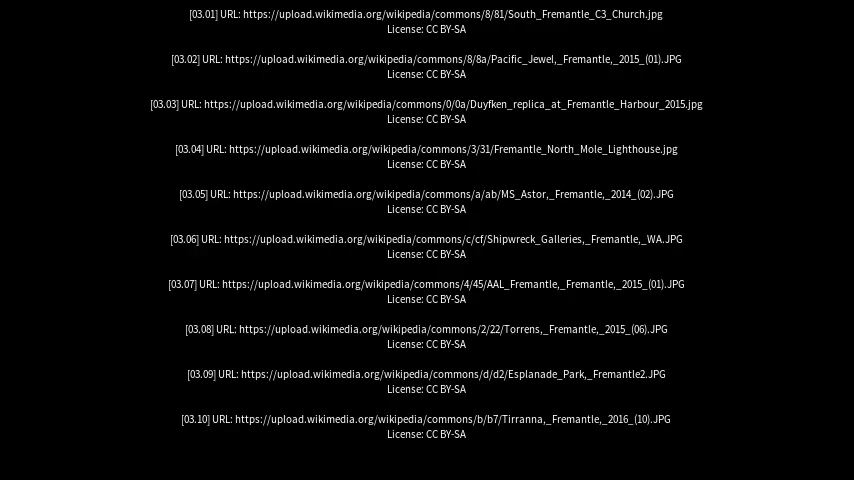 [03.01] URL: https://upload.wikimedia.org/wikipedia/commons/8/81/South_Fremantle_C3_Church.jpg
License: CC BY-SA
[03.02] URL: https://upload.wikimedia.org/wikipedia/commons/8/8a/Pacific_Jewel,_Fremantle,_2015_(01).JPG
License: CC BY-SA
[03.03] URL: https://upload.wikimedia.org/wikipedia/commons/0/0a/Duyfken_replica_at_Fremantle_Harbour_2015.jpg
License: CC BY-SA
[03.04] URL: https://upload.wikimedia.org/wikipedia/commons/3/31/Fremantle_North_Mole_Lighthouse.jpg
License: CC BY-SA
[03.05] URL: https://upload.wikimedia.org/wikipedia/commons/a/ab/MS_Astor,_Fremantle,_2014_(02).JPG
License: CC BY-SA
[03.06] URL: https://upload.wikimedia.org/wikipedia/commons/c/cf/Shipwreck_Galleries,_Fremantle,_WA.JPG
License: CC BY-SA
[03.07] URL: https://upload.wikimedia.org/wikipedia/commons/4/45/AAL_Fremantle,_Fremantle,_2015_(01).JPG
License: CC BY-SA
[03.08] URL: https://upload.wikimedia.org/wikipedia/commons/2/22/Torrens,_Fremantle,_2015_(06).JPG
License: CC BY-SA
[03.09] URL: https://upload.wikimedia.org/wikipedia/commons/d/d2/Esplanade_Park,_Fremantle2.JPG
License: CC BY-SA
[03.10] URL: https://upload.wikimedia.org/wikipedia/commons/b/b7/Tirranna,_Fremantle,_2016_(10).JPG
License: CC BY-SA